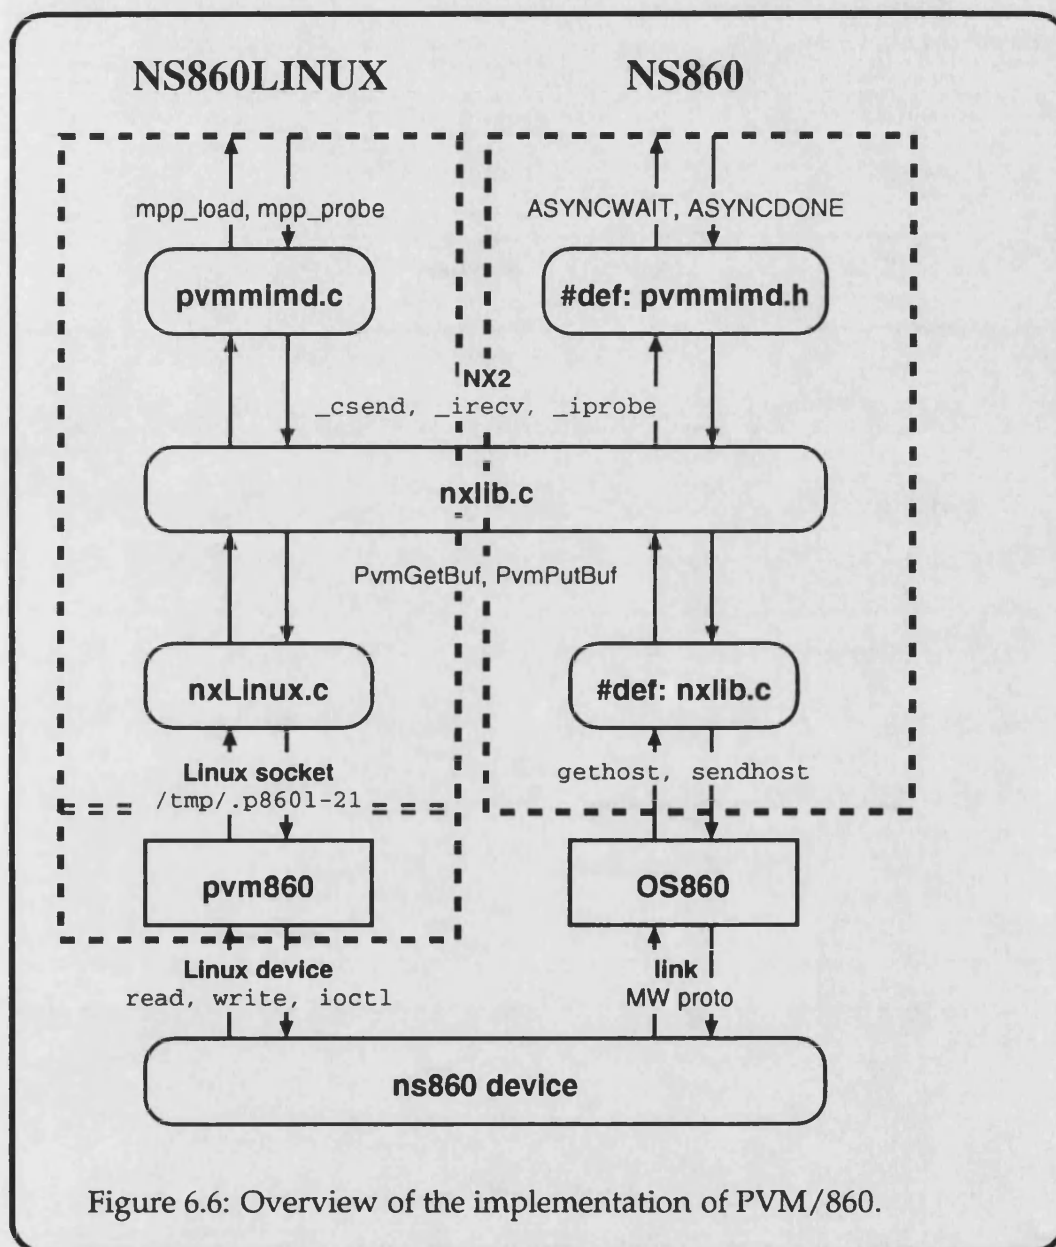 NS860LINUX NS860
mpp_load, mpp_probe ASYNCWAIT, ASYNCDONE
pvmmimd.c #def: pvmmimd.h
NX2
_csend, _irecv, _iprobe
nxlib.c
PvmGetBuf, PvmPutBuf
nxLinux.c #def: nxlib.c
Linux socket gethost, sendhost
/tmp/.p860l-21
pvm860 OS860
Linux device link
read, write, ioctl MW proto
ns860 device
Figure 6.6: Overview of the implementation of PVM/860.